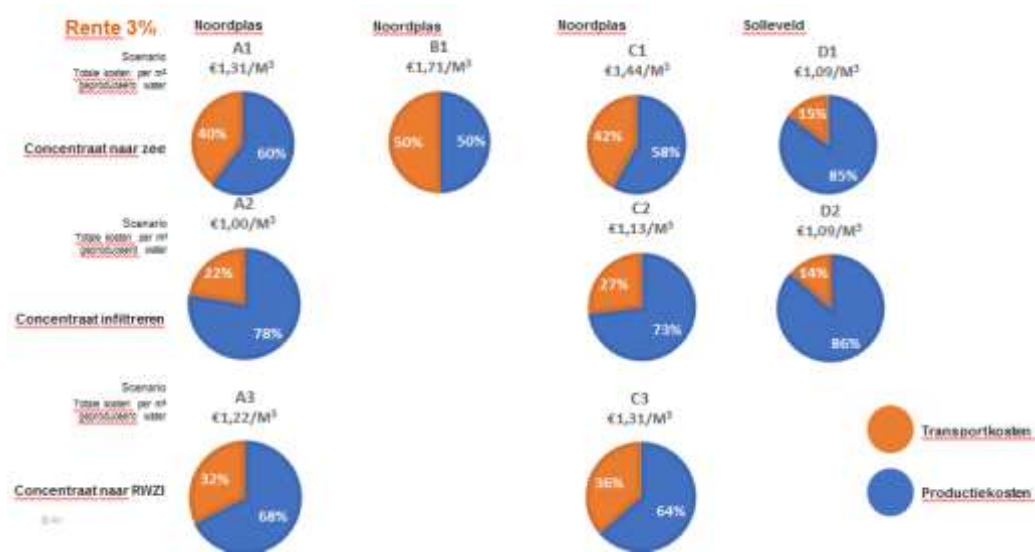 Rente 3%
Noordplas
Noordplas
Noordplas
Solleveld
Scenario
A1
B1
C1
D1
Totale kosten per m³
geproduceerd water
€1,31/M³
€1,71/M³
€1,44/M³
€1,09/M³
Concentraat naar zee
40%
60%
50%
50%
42%
58%
15%
85%
Scenario
A2
C2
D2
Totale kosten per m³
geproduceerd water
€1,00/M³
€1,13/M³
€1,09/M³
Concentraat infiltreren
22%
78%
27%
73%
14%
86%
Scenario
A3
C3
Totale kosten per m³
geproduceerd water
€1,22/M³
€1,31/M³
Concentraat naar RWZI
32%
68%
36%
64%
Transportkosten
Productiekosten